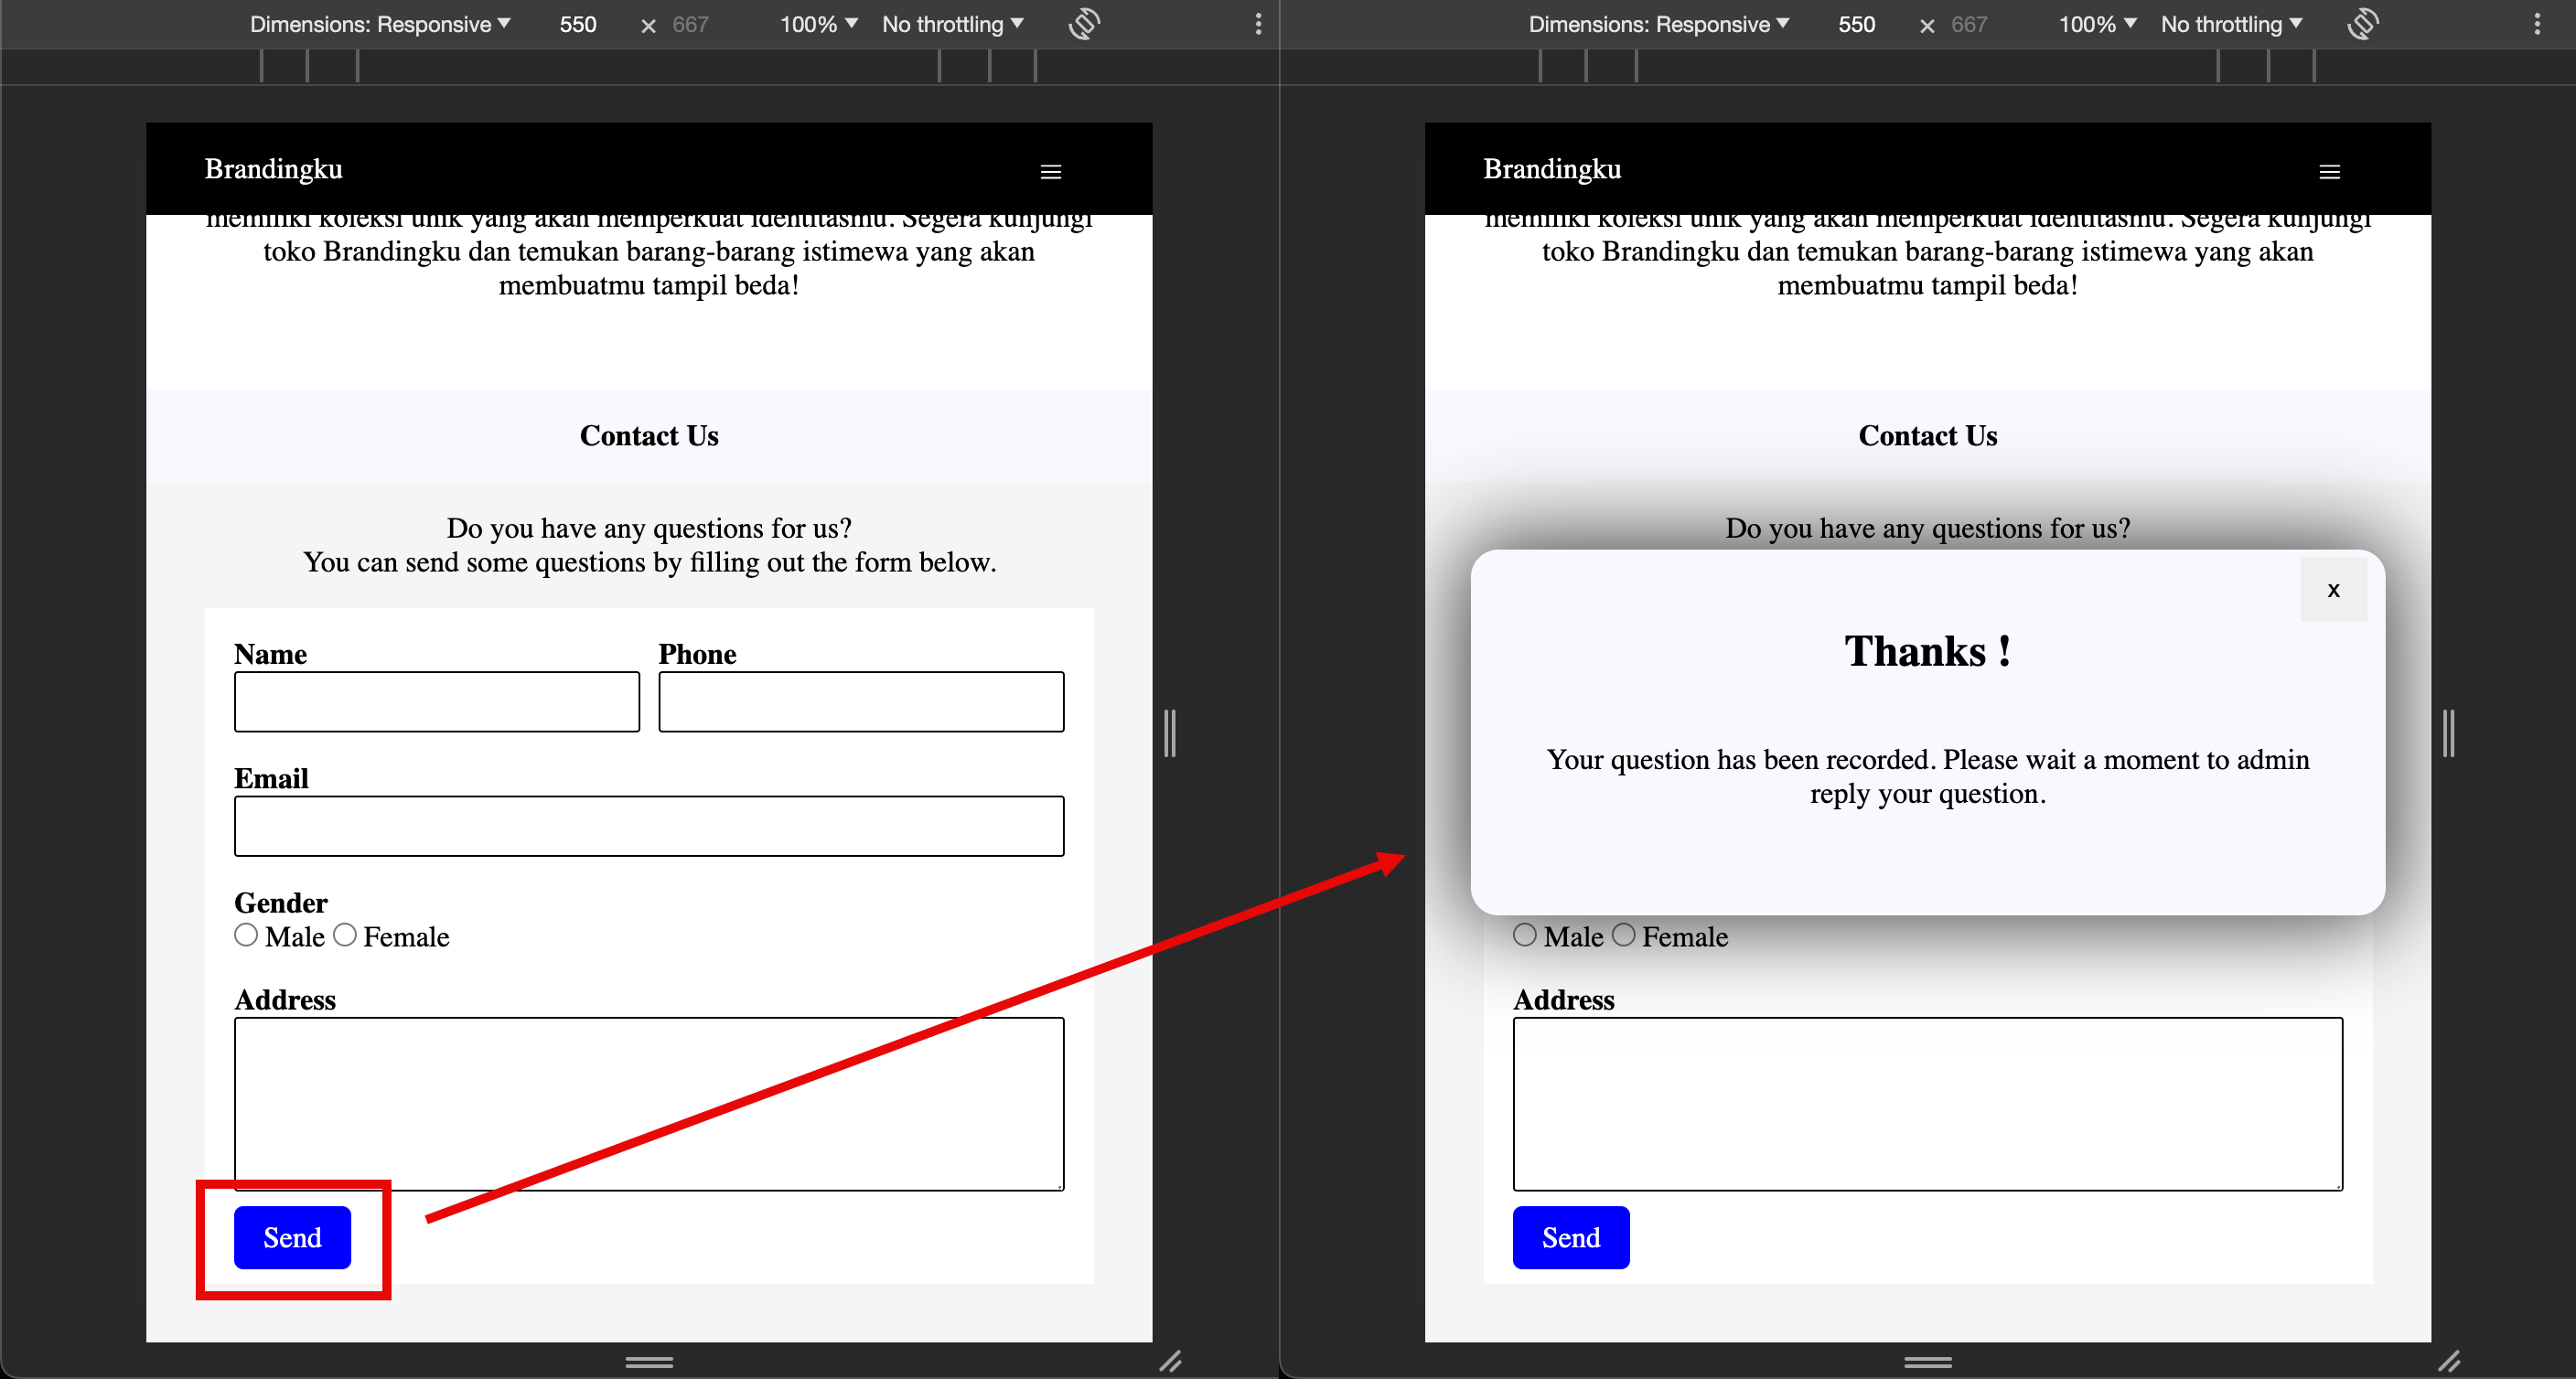 Dimensions: Responsive ▼ 550 × 667 100% ▼ No throttling ▼
Brandingku
memiliki koleksi unik yang akan memperkuat identitasmu. Segera kunjungi
toko Brandingku dan temukan barang-barang istimewa yang akan
membuatmu tampil beda!
Contact Us
Do you have any questions for us?
You can send some questions by filling out the form below.
Name Phone
Email
Gender
Male Female
Address
Send
Dimensions: Responsive ▼ 550 × 667 100% ▼ No throttling ▼
Brandingku
memiliki koleksi unik yang akan memperkuat identitasmu. Segera kunjungi
toko Brandingku dan temukan barang-barang istimewa yang akan
membuatmu tampil beda!
Contact Us
Do you have any questions for us?
x
Thanks !
Your question has been recorded. Please wait a moment to admin
reply your question.
Male Female
Address
Send